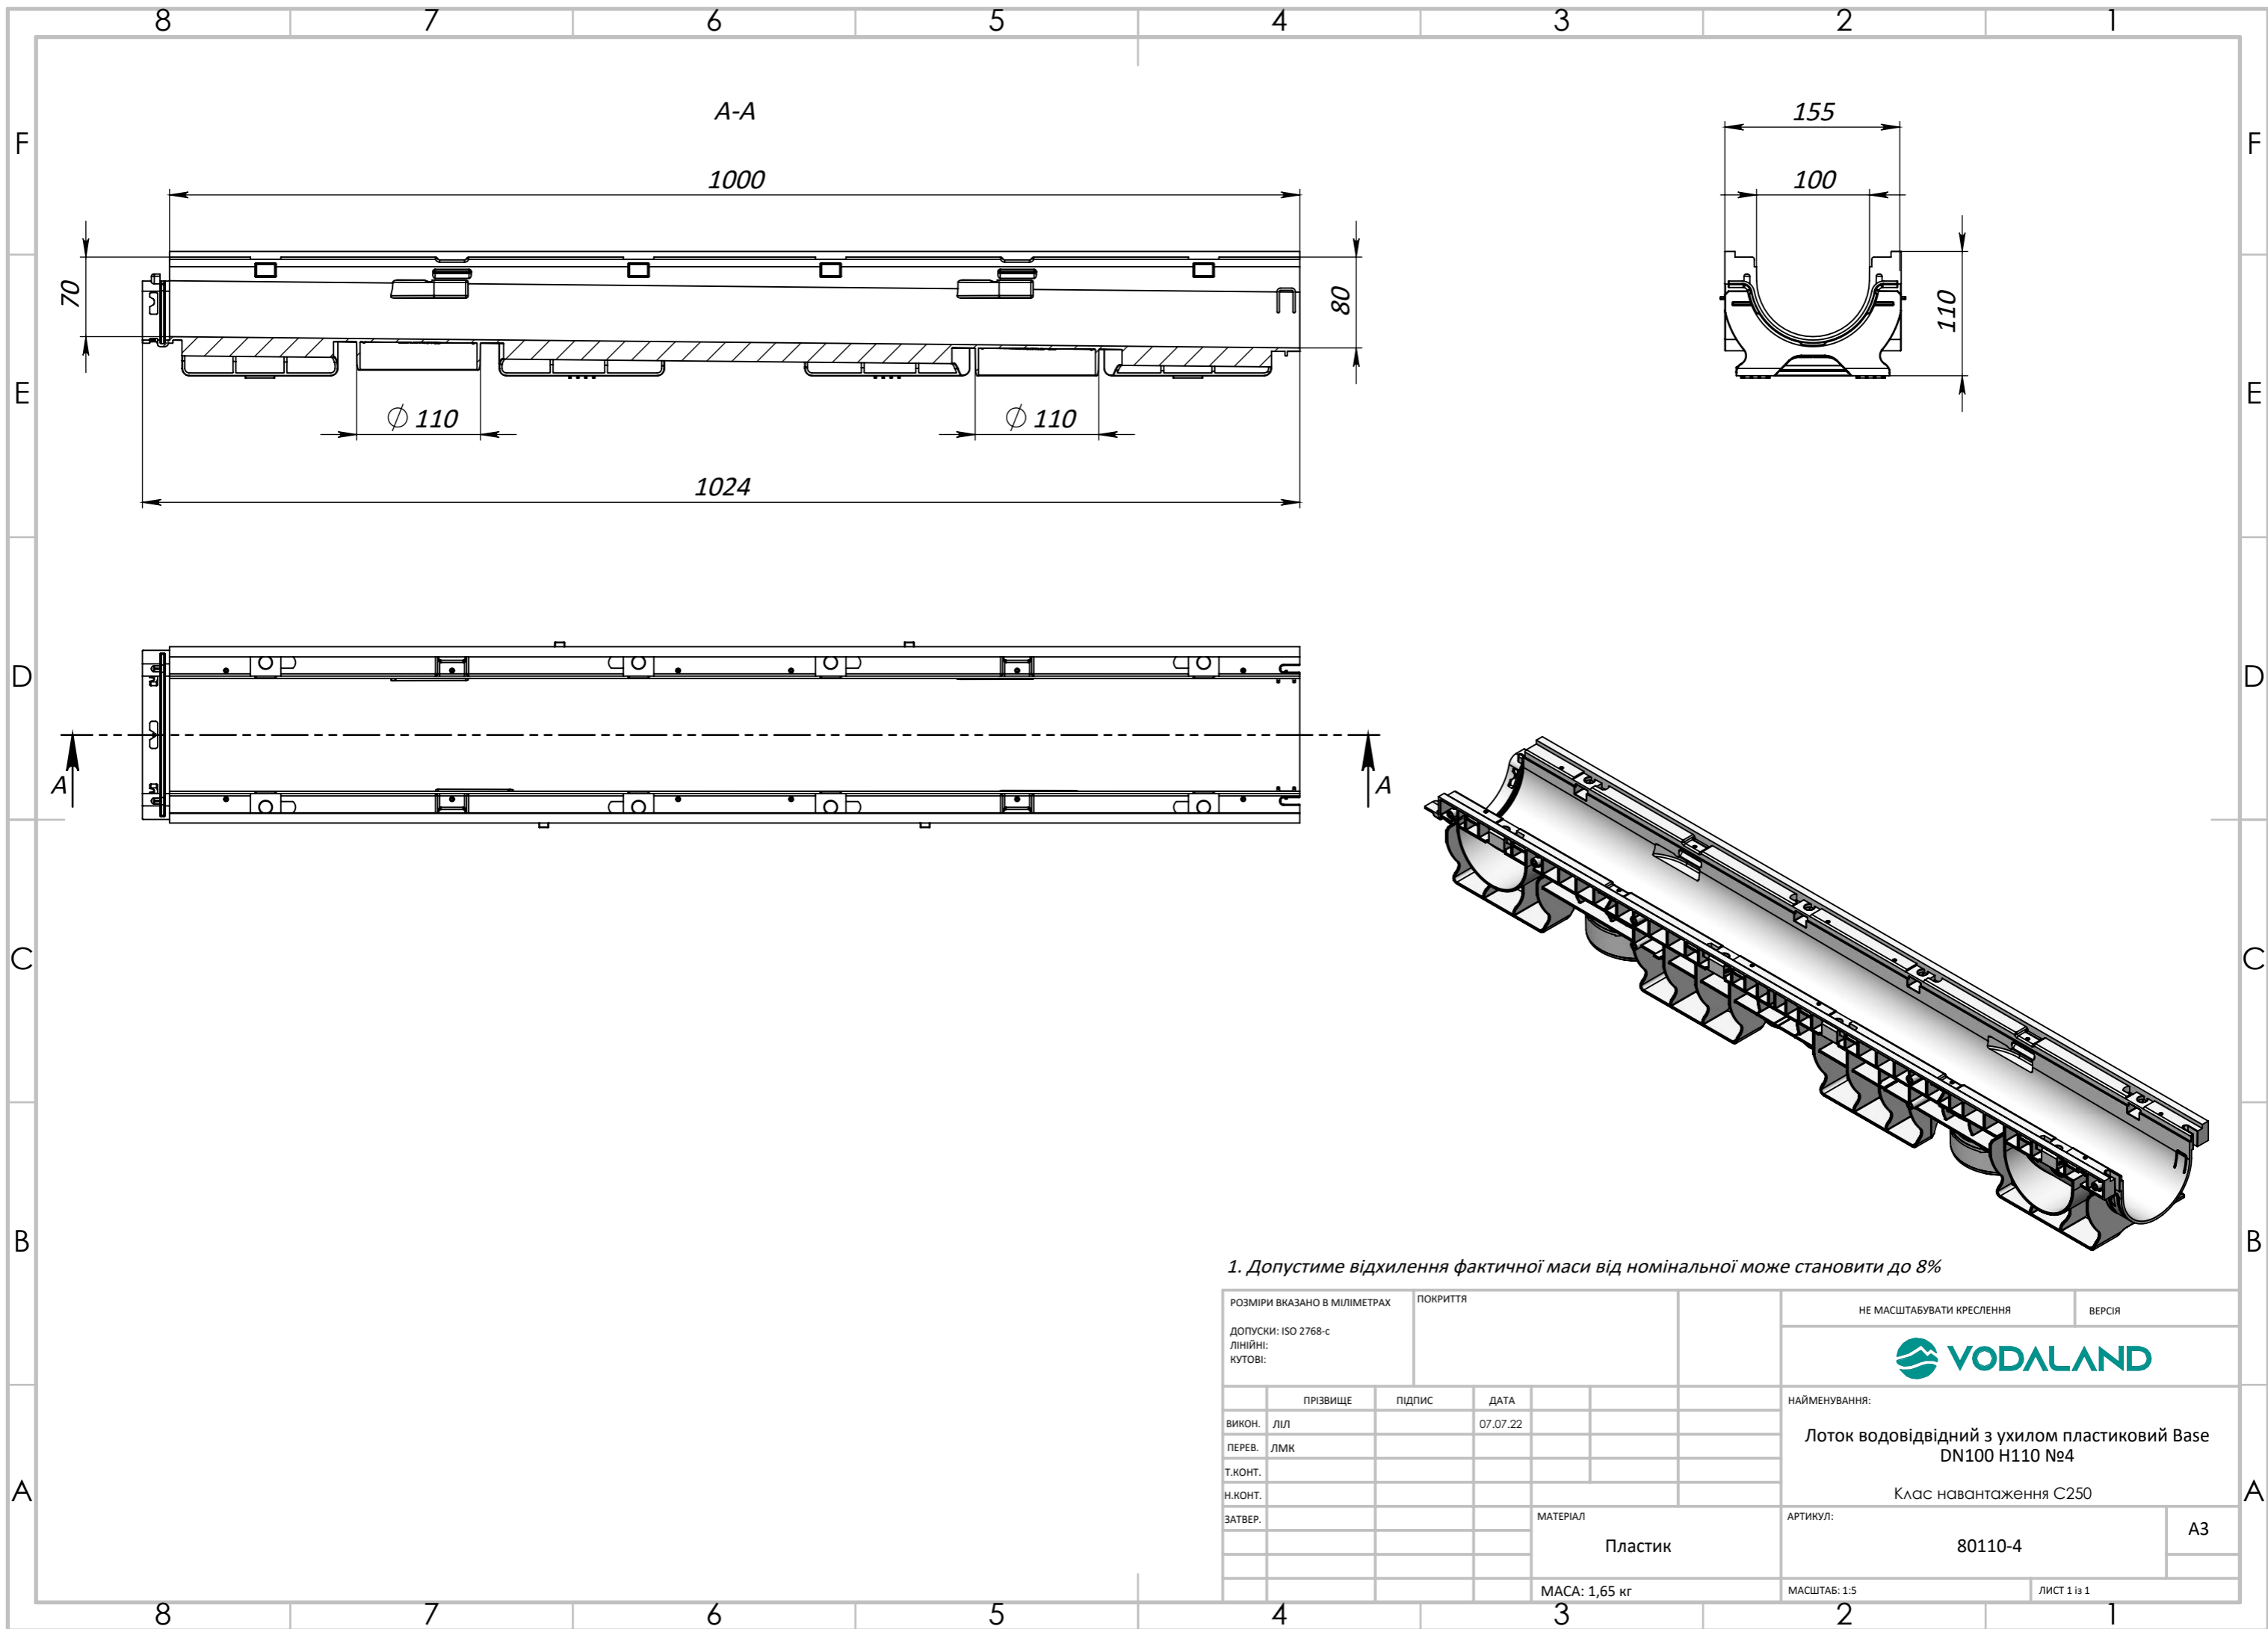 8 7 6 5 4 3 2 1
F F
E E
D D
C C
B B
A A
A-A
1000
70
80
∅ 110
∅ 110
1024
155
100
110
A A
1. Допустиме відхилення фактичної маси від номінальної може становити до 8%
РОЗМІРИ ВКАЗАНО В МІЛІМЕТРАХ
ДОПУСКИ: ISO 2768-c
ЛІНІЙНІ:
КУТОВІ:
ПОКРИТТЯ
НЕ МАСШТАБУВАТИ КРЕСЛЕННЯ
ВЕРСІЯ
VODALAND
ПРІЗВИЩЕ ПІДПИС ДАТА
ВИКОН. ЛІЛ 07.07.22
ПЕРЕВ. ЛМК
Т.КОНТ.
Н.КОНТ.
ЗАТВЕР.
НАЙМЕНУВАННЯ:
Лоток водовідвідний з ухилом пластиковий Base
DN100 H110 №4
Клас навантаження C250
МАТЕРІАЛ
Пластик
АРТИКУЛ:
80110-4
A3
МАСА: 1,65 кг
МАСШТАБ: 1:5
ЛИСТ 1 із 1
8 7 6 5 4 3 2 1